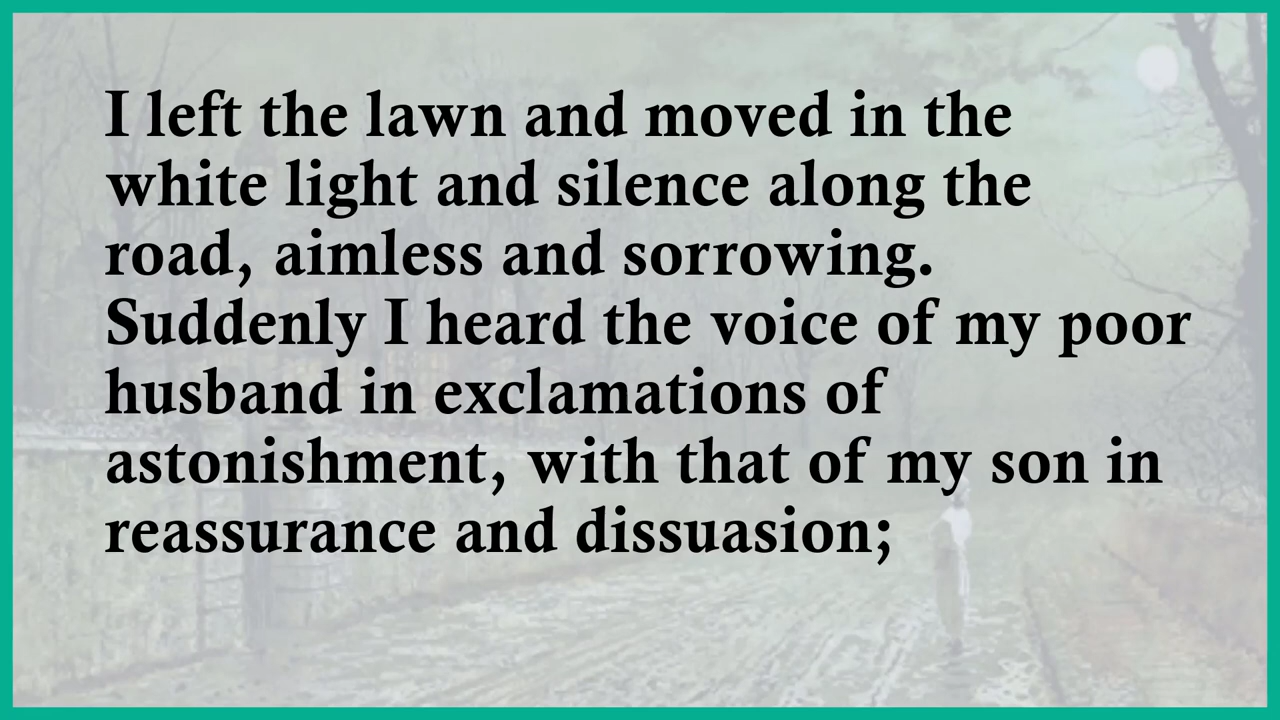 I left the lawn and moved in the
white light and silence along the
road, aimless and sorrowing.
Suddenly I heard the voice of my poor
husband in exclamations of
astonishment, with that of my son in
reassurance and dissuasion;